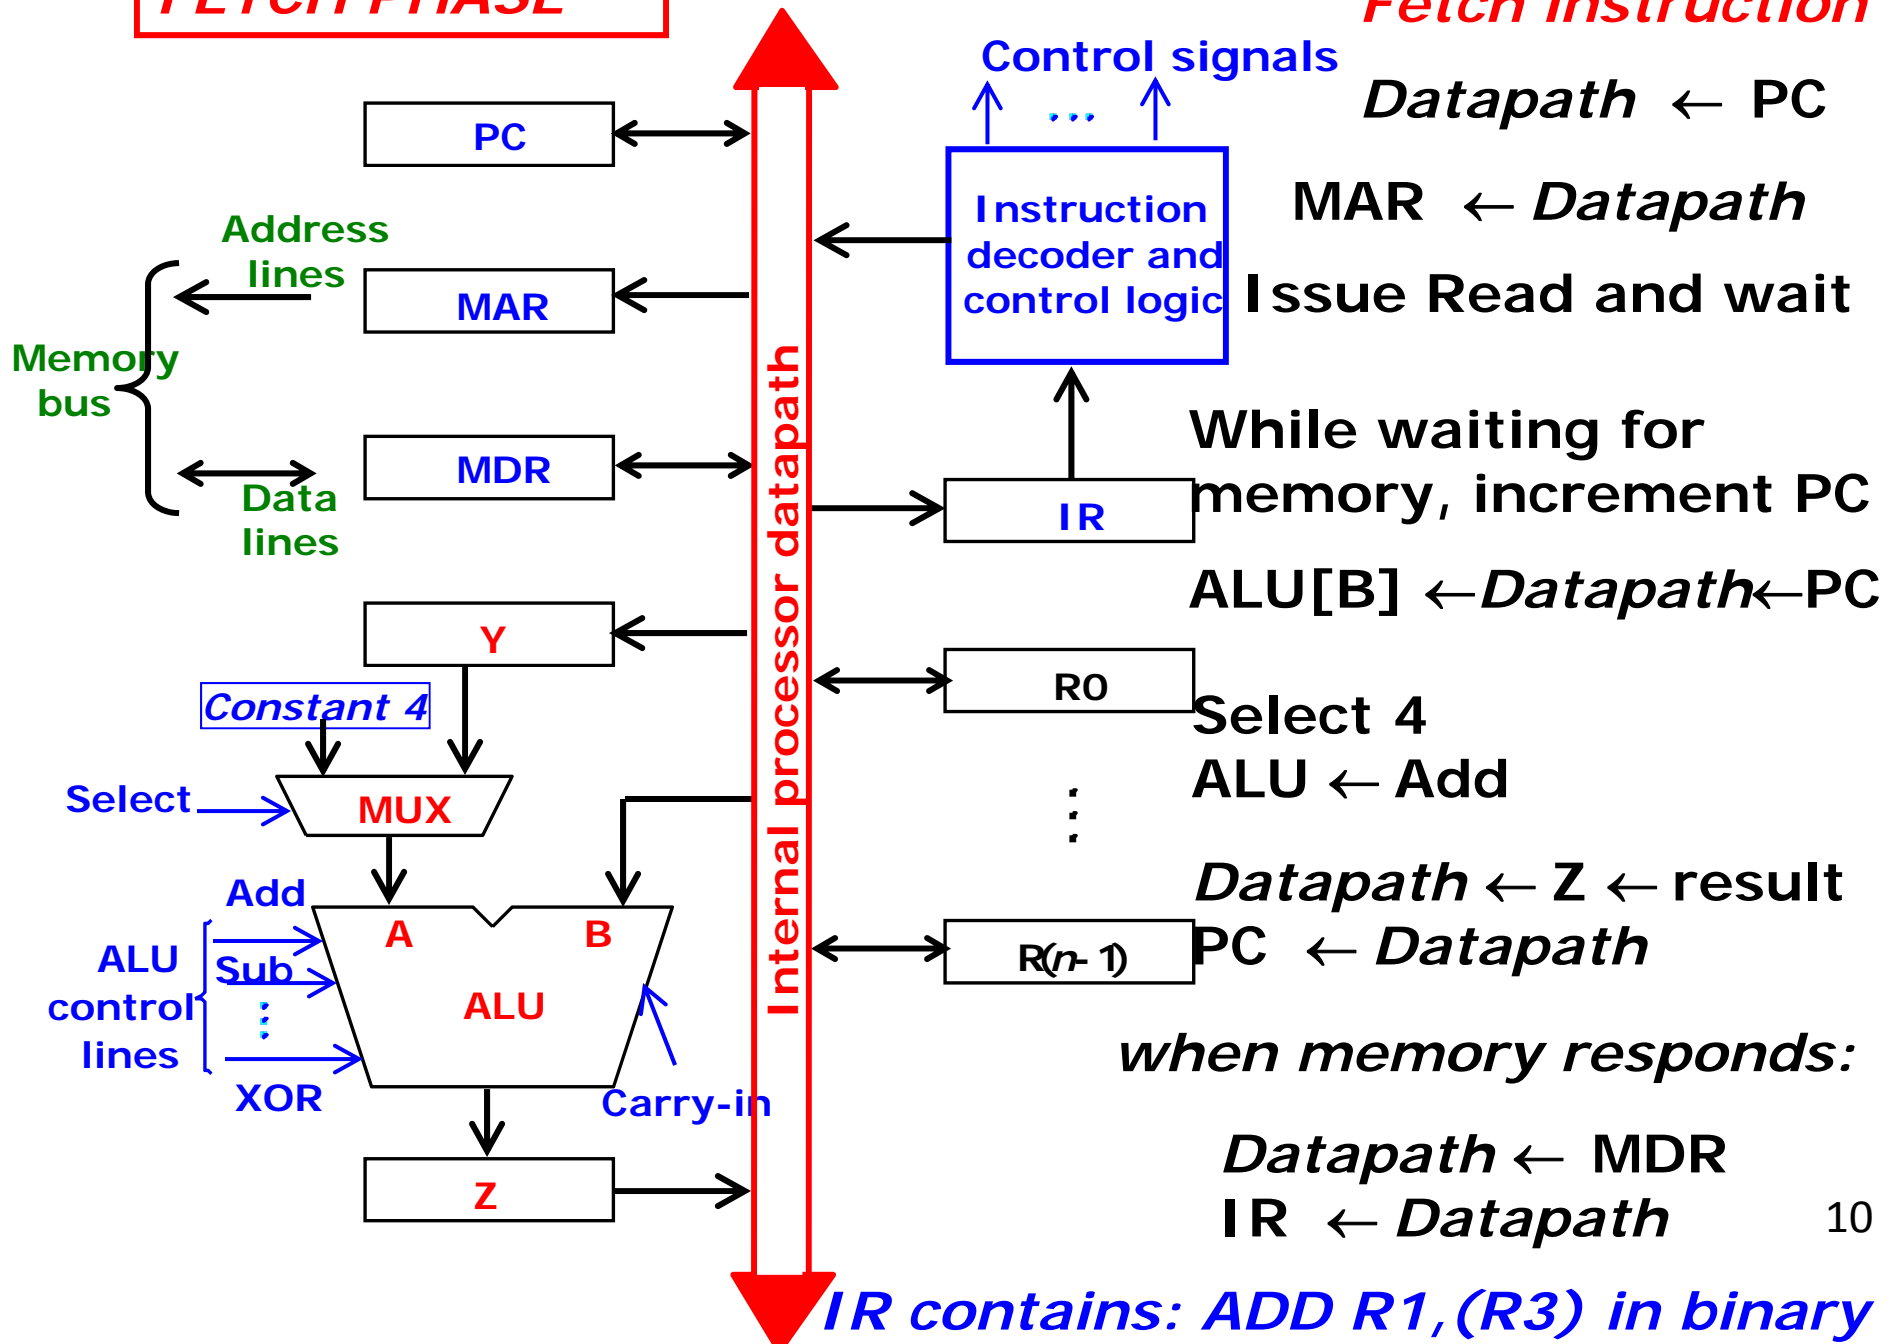 FETCH PHASE
Fetch Instruction
Control signals
...
Datapath ← PC
PC
Instruction
decoder and
control logic
MAR ← Datapath
Address
lines
MAR
Issue Read and wait
Memory
bus
MDR
Data
lines
Internal processor datapath
IR
While waiting for
memory, increment PC
ALU[B] ←Datapath←PC
Y
R0
Constant 4
Select 4
ALU ← Add
Select
MUX
...
Add
A
B
Datapath ← Z ← result
PC ← Datapath
R(n- 1)
ALU
control
lines
Sub
...
XOR
ALU
Carry-in
when memory responds:
Z
Datapath ← MDR
IR ← Datapath
10
IR contains: ADD R1,(R3) in binary